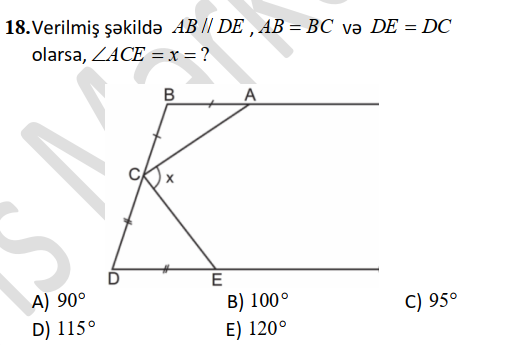 18.Verilmiş şəkildə AB // DE , AB = BC və DE = DC
olarsa, ∠ACE = x = ?
B A
C x
D E
A) 90° B) 100° C) 95°
D) 115° E) 120°